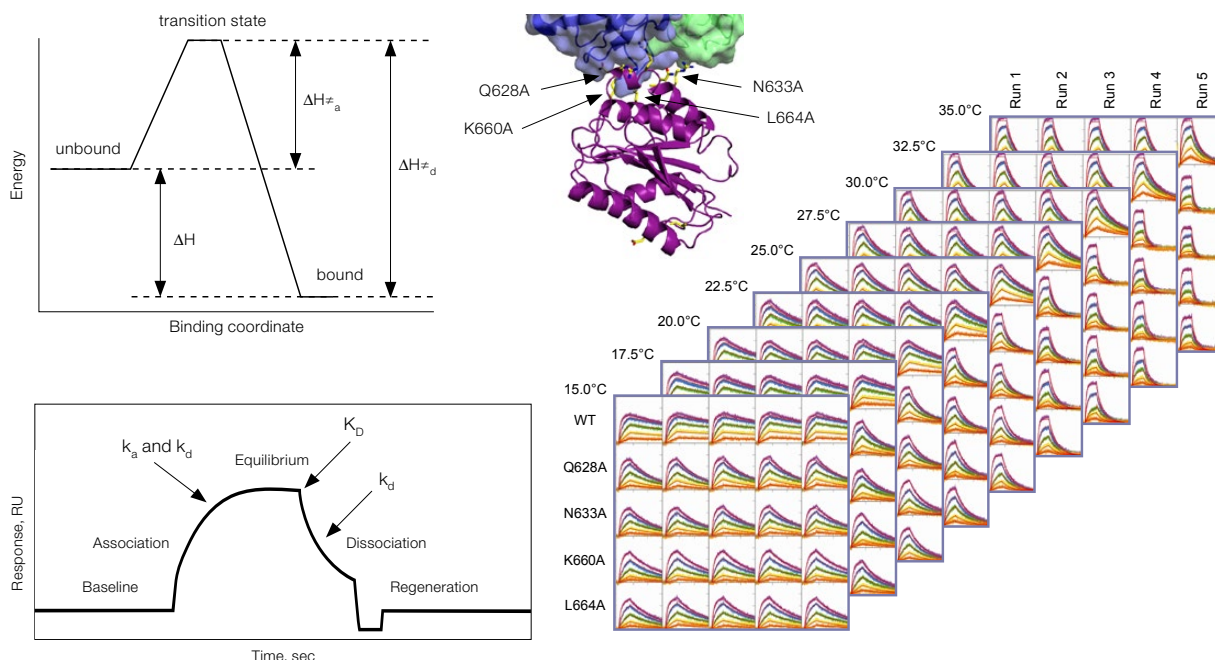 transition state
ΔH≠a
unbound
ΔH≠d
ΔH
bound
Energy
Binding coordinate
Q628A
K660A
N633A
L664A
ka and kd
KD
Equilibrium
kd
Association
Dissociation
Baseline
Regeneration
Response, RU
Time, sec
Run 1
Run 2
Run 3
Run 4
Run 5
35.0°C
32.5°C
30.0°C
27.5°C
25.0°C
22.5°C
20.0°C
17.5°C
15.0°C
WT
Q628A
N633A
K660A
L664A